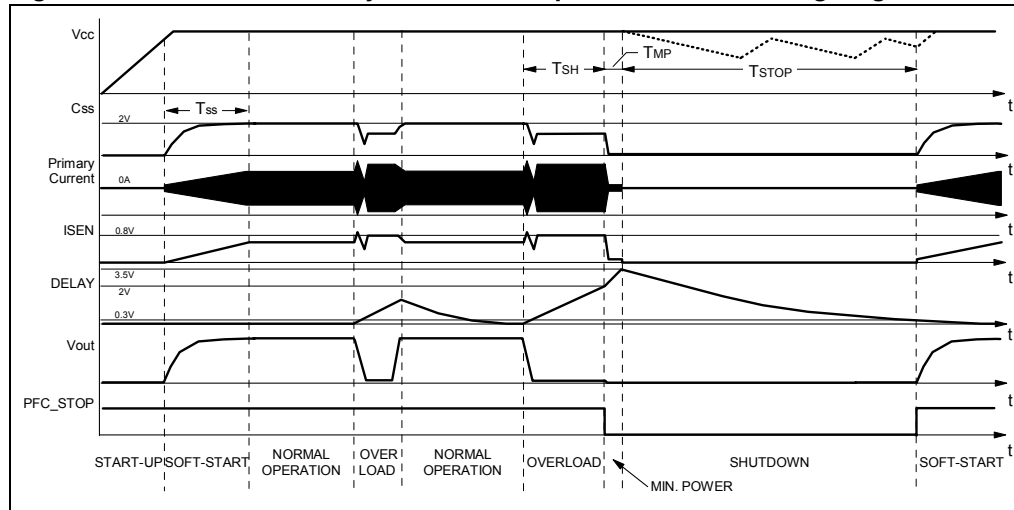 Vcc
TMP
TSH
TSTOP
t
Css
Tss
2V
t
Primary
Current
0A
t
ISEN
0.8V
t
DELAY
3.5V
2V
0.3V
t
Vout
t
PFC_STOP
t
START-UP
SOFT-START
NORMAL
OPERATION
OVER
LOAD
NORMAL
OPERATION
OVERLOAD
MIN. POWER
SHUTDOWN
SOFT-START